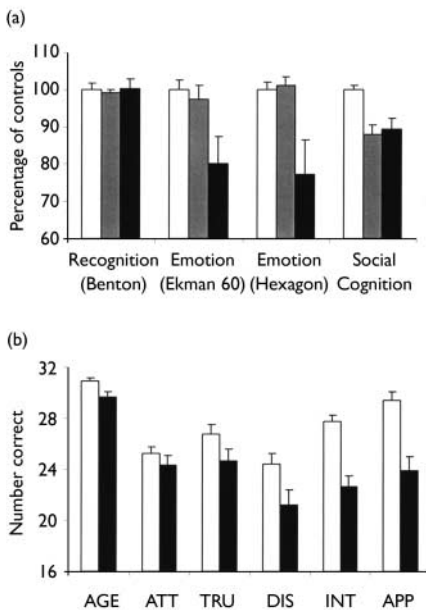 (a)
110
100
90
80
70
60
Percentage of controls
Recognition Emotion Emotion Social
(Benton) (Ekman 60) (Hexagon) Cognition
(b)
32
28
24
20
16
Number correct
AGE ATT TRU DIS INT APP